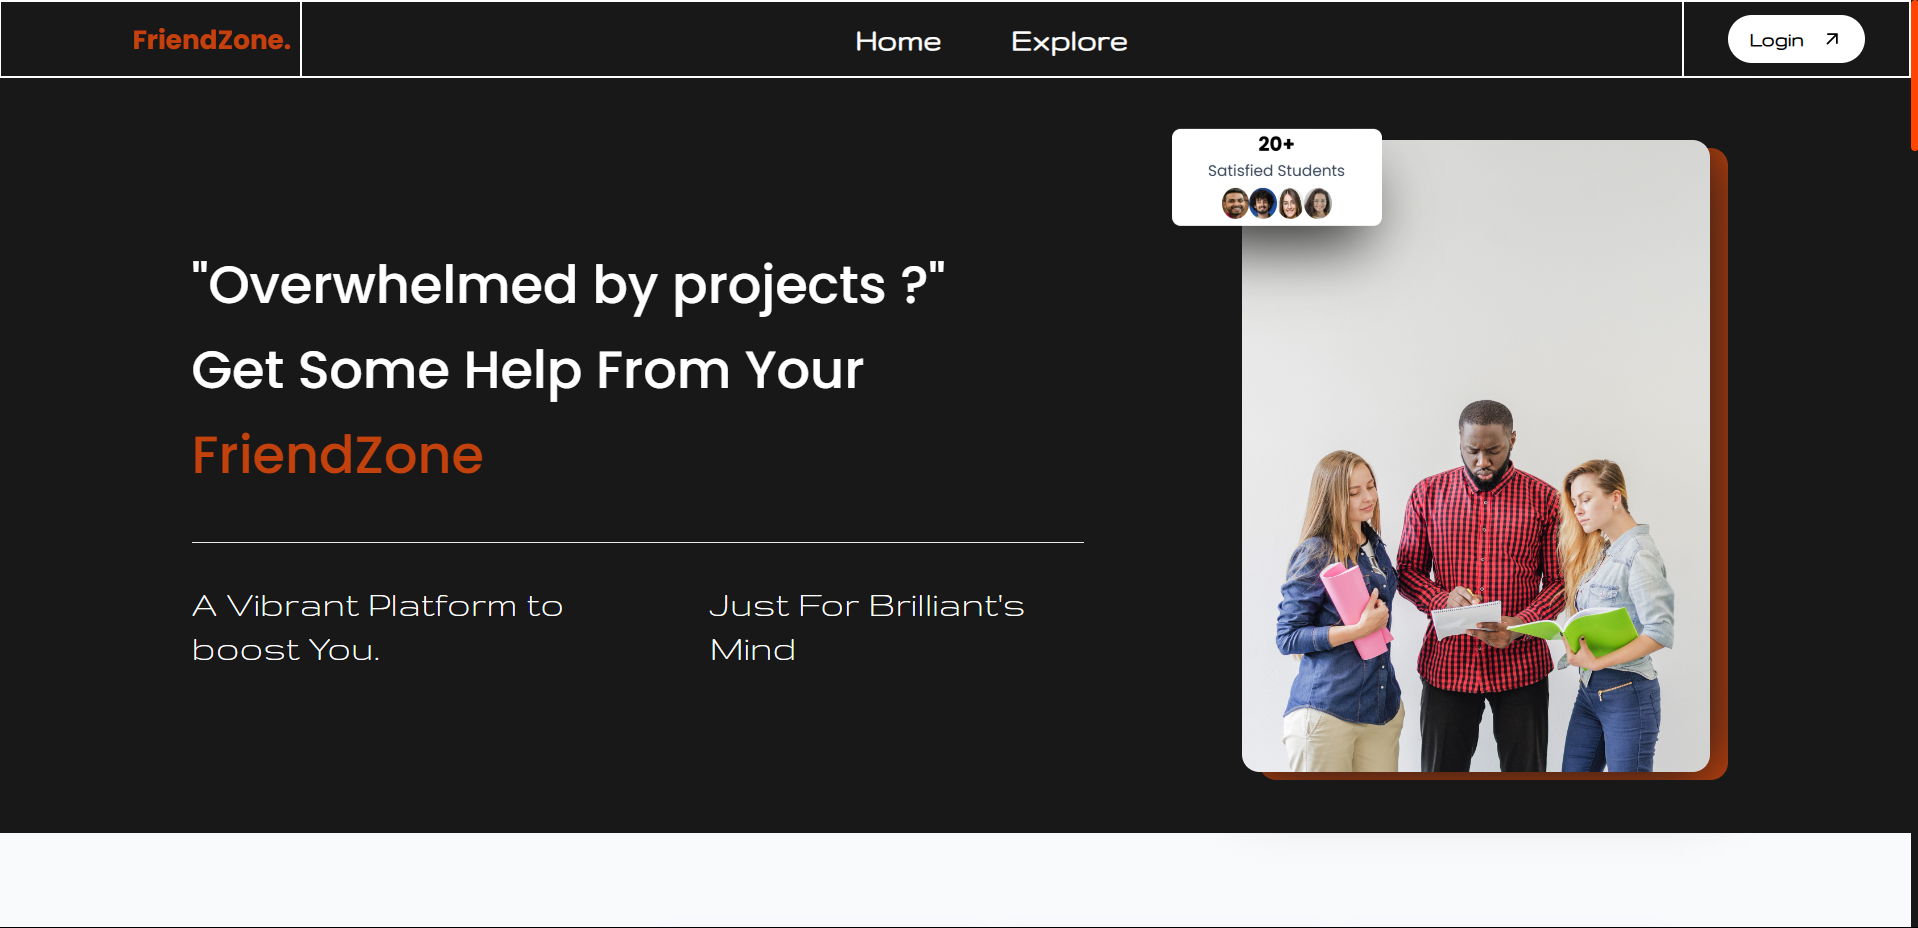 FriendZone.
Home
Explore
Login
20+
Satisfied Students
"Overwhelmed by projects ?"
Get Some Help From Your
FriendZone
A Vibrant Platform to
boost You.
Just For Brilliant's
Mind